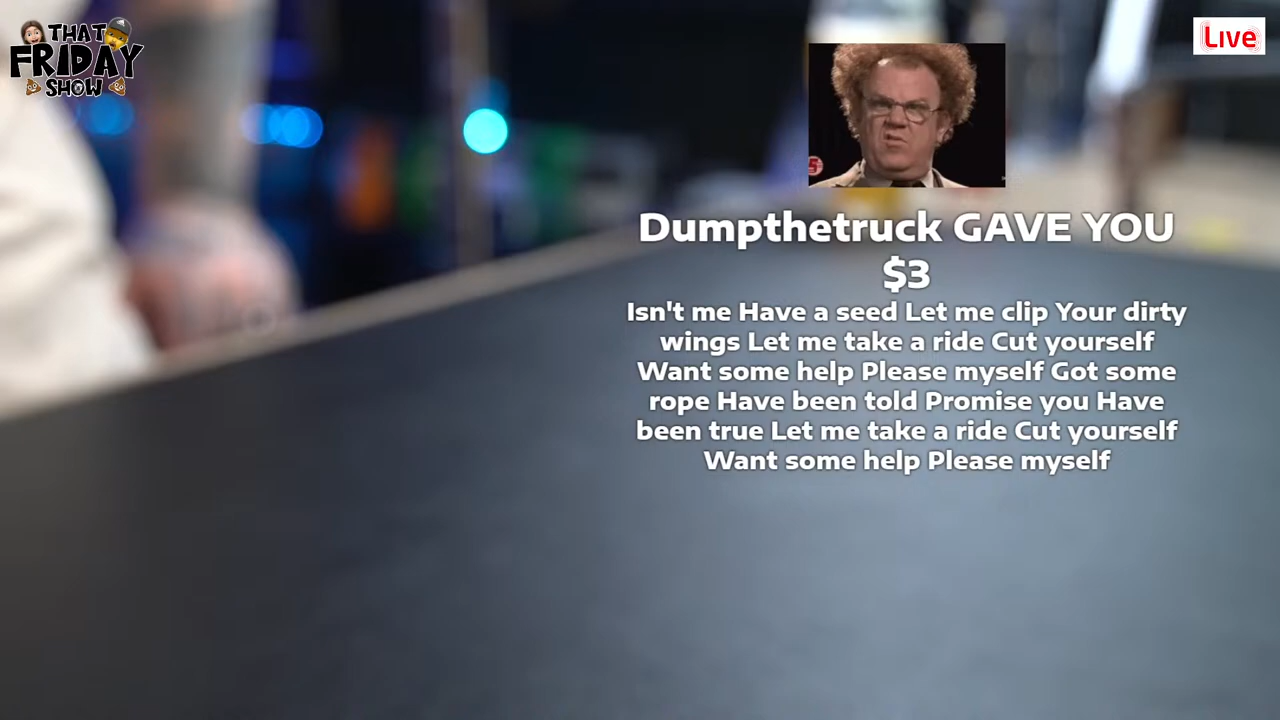 THAT
FRIDAY
SHOW
Live
Dumpthetruck GAVE YOU
$3
Isn't me Have a seed Let me clip Your dirty
wings Let me take a ride Cut yourself
Want some help Please myself Got some
rope Have been told Promise you Have
been true Let me take a ride Cut yourself
Want some help Please myself